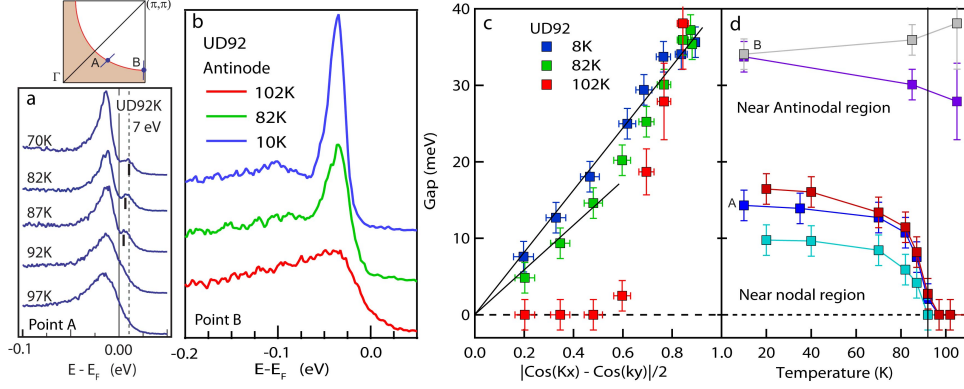 (π,π)
A
B
Γ
a
UD92K
7 eV
70K
82K
87K
92K
97K
Point A
-0.1
0.00
E - E_F (eV)
b
UD92
Antinode
102K
82K
10K
Point B
-0.2
-0.1
0.0
E-E_F (eV)
c
UD92
8K
82K
102K
40
30
20
10
0
Gap (meV)
0.0
0.2
0.4
0.6
0.8
1.0
|Cos(Kx) - Cos(ky)|/2
d
B
Near Antinodal region
A
Near nodal region
20
40
60
80
100
Temperature (K)